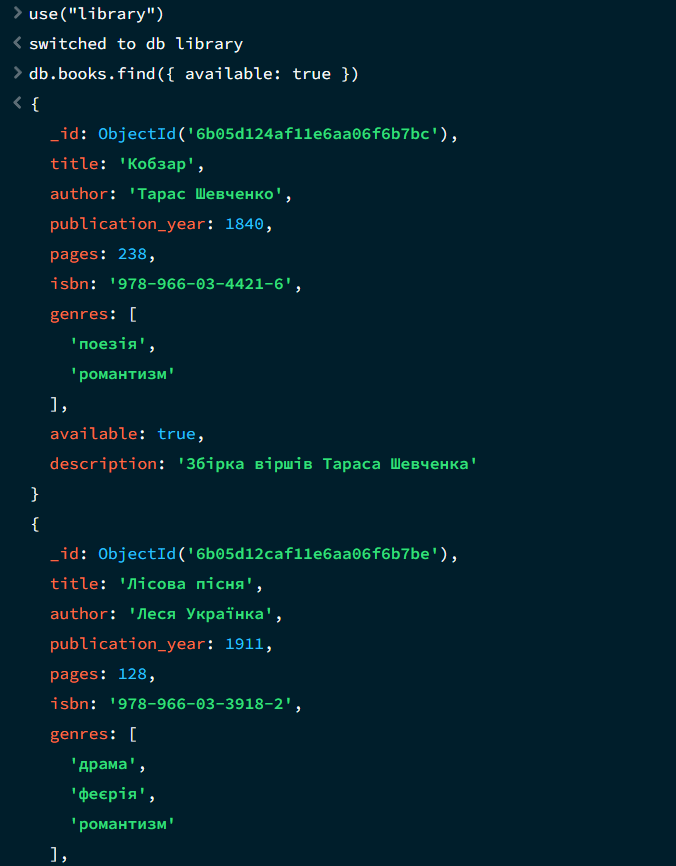 > use("library")
< switched to db library
> db.books.find({ available: true })
< {
_id: ObjectId('6b05d124af11e6aa06f6b7bc'),
title: 'Кобзар',
author: 'Тарас Шевченко',
publication_year: 1840,
pages: 238,
isbn: '978-966-03-4421-6',
genres: [
'поезія',
'романтизм'
],
available: true,
description: 'Збірка віршів Тараса Шевченка'
}
{
_id: ObjectId('6b05d12caf11e6aa06f6b7be'),
title: 'Лісова пісня',
author: 'Леся Українка',
publication_year: 1911,
pages: 128,
isbn: '978-966-03-3918-2',
genres: [
'драма',
'феєрія',
'романтизм'
],